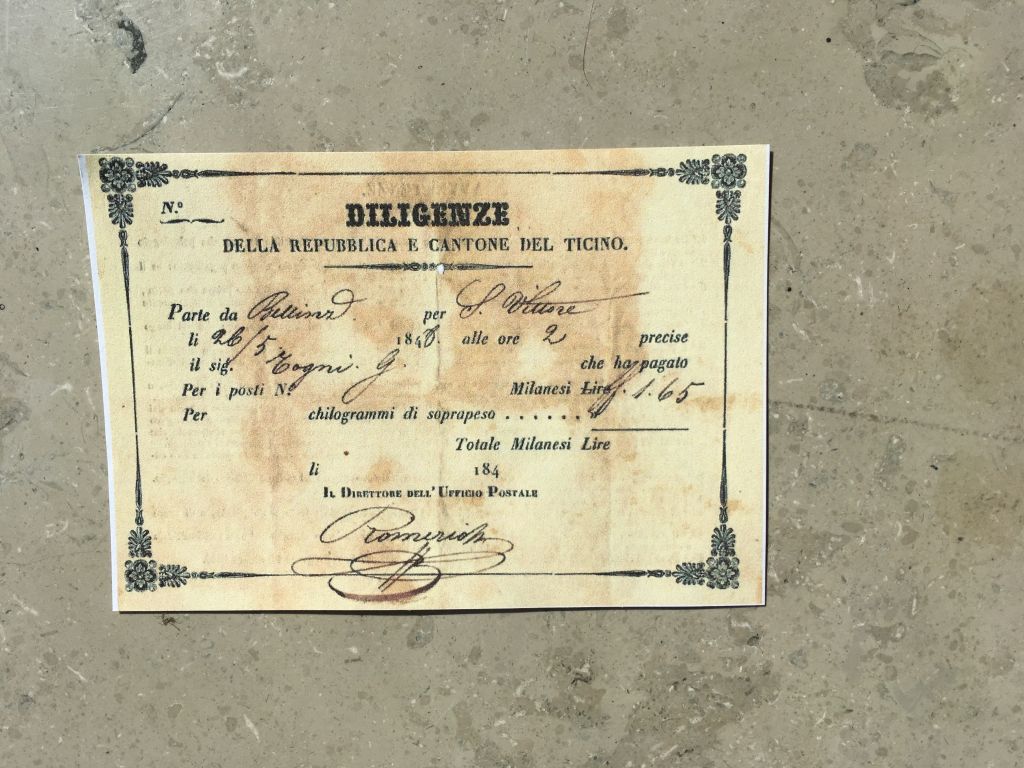 N.º
DILIGENZE
DELLA REPUBBLICA E CANTONE DEL TICINO.
Parte da Bellinz. per S. Vittore
li 26/5 184 . alle ore 2 precise
il sig. Togni. G. che ha pagato
Per i posti N.º Milanesi Lire f. 1.65
Per chilogrammi di soprapeso . . . . . . "
Totale Milanesi Lire
li 184
IL DIRETTORE DELL' UFFICIO POSTALE
Romerio